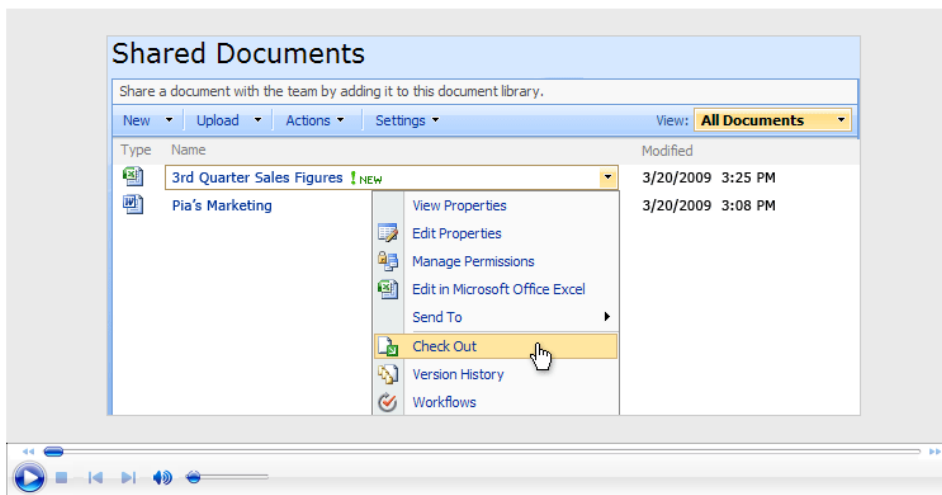 Shared Documents
Share a document with the team by adding it to this document library.
New Upload Actions Settings View: All Documents
Type Name Modified
3rd Quarter Sales Figures ! NEW 3/20/2009 3:25 PM
Pia's Marketing 3/20/2009 3:08 PM
View Properties
Edit Properties
Manage Permissions
Edit in Microsoft Office Excel
Send To
Check Out
Version History
Workflows